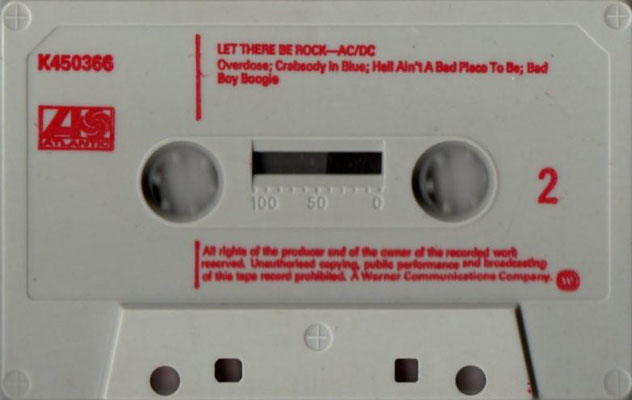 K450366
LET THERE BE ROCK—AC/DC
Overdose; Crabsody In Blue; Hell Ain't A Bad Place To Be; Bad
Boy Boogie
ATLANTIC
100 50 0
2
All rights of the producer and of the owner of the recorded work
reserved. Unauthorised copying, public performance and broadcasting
of this tape record prohibited. A Warner Communications Company.